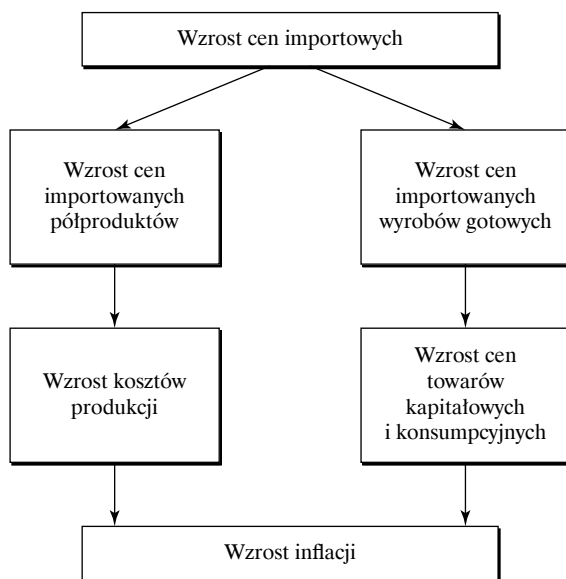 Wzrost cen importowych
Wzrost cen
importowanych
półproduktów
Wzrost cen
importowanych
wyrobów gotowych
Wzrost kosztów
produkcji
Wzrost cen
towarów
kapitałowych
i konsumpcyjnych
Wzrost inflacji